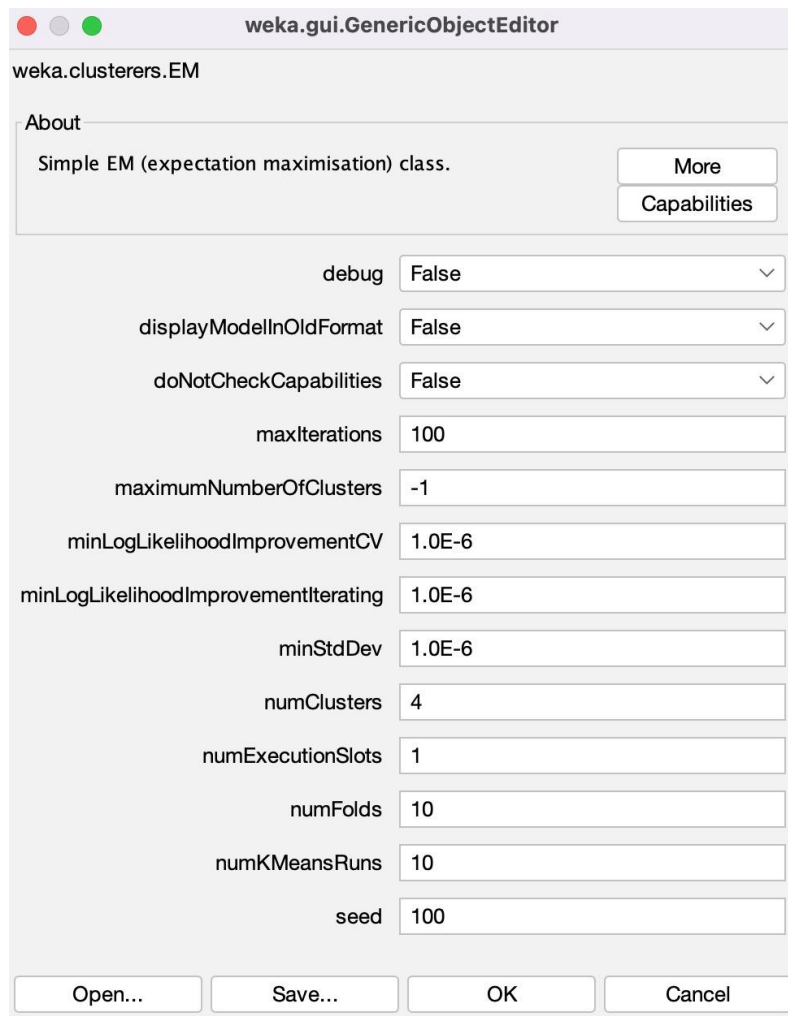 weka.gui.GenericObjectEditor
weka.clusterers.EM
About
Simple EM (expectation maximisation) class.
More
Capabilities
debug False
displayModelInOldFormat False
doNotCheckCapabilities False
maxIterations 100
maximumNumberOfClusters -1
minLogLikelihoodImprovementCV 1.0E-6
minLogLikelihoodImprovementIterating 1.0E-6
minStdDev 1.0E-6
numClusters 4
numExecutionSlots 1
numFolds 10
numKMeansRuns 10
seed 100
Open... Save... OK Cancel